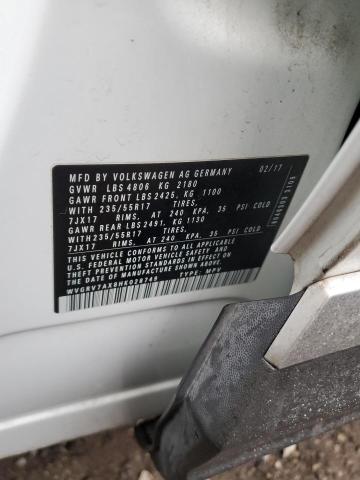 MFD BY VOLKSWAGEN AG GERMANY 02/17
GVWR LBS 4806 KG 2180
GAWR FRONT LBS 2425, KG 1100
WITH 235/55R17 TIRES,
7JX17 RIMS, AT 240 KPA, 35 PSI COLD
GAWR REAR LBS 2491, KG 1130
WITH 235/55R17 TIRES,
7JX17 RIMS, AT 240 KPA, 35 PSI COLD
THIS VEHICLE CONFORMS TO ALL APPLICABLE
U.S. FEDERAL MOTOR VEHICLE SAFETY
STANDARDS IN EFFECT ON THE DATE OF
MANUFACTURE SHOWN ABOVE.
TYPE: MPV